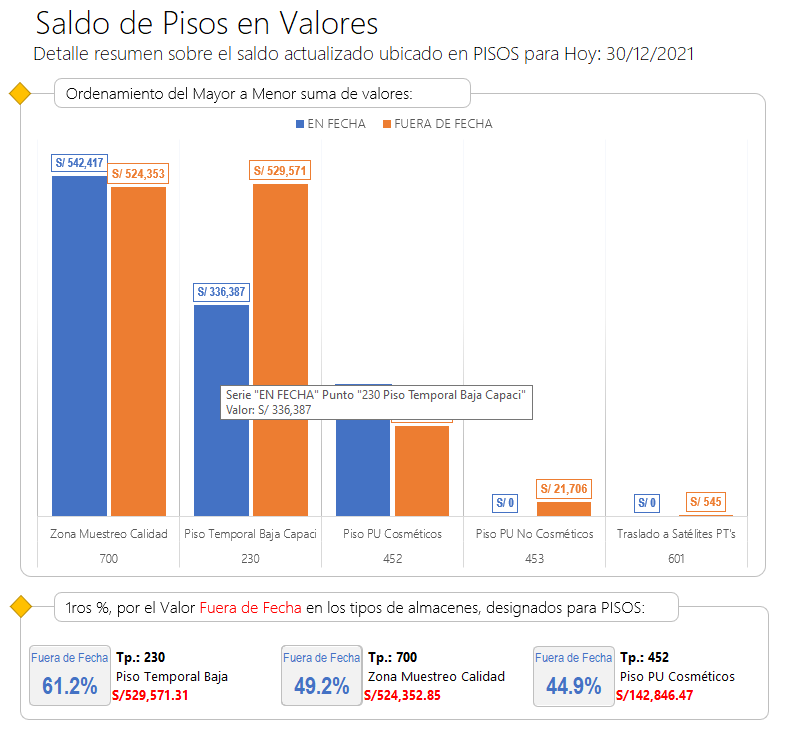 Saldo de Pisos en Valores
Detalle resumen sobre el saldo actualizado ubicado en PISOS para Hoy: 30/12/2021
Ordenamiento del Mayor a Menor suma de valores:
EN FECHA FUERA DE FECHA
S/ 542,417 S/ 524,353 S/ 529,571
S/ 336,387
Serie "EN FECHA" Punto "230 Piso Temporal Baja Capaci"
Valor: S/ 336,387
S/ 0 S/ 21,706 S/ 0 S/ 545
Zona Muestreo Calidad Piso Temporal Baja Capaci Piso PU Cosméticos Piso PU No Cosméticos Traslado a Satélites PT's
700 230 452 453 601
1ros %, por el Valor Fuera de Fecha en los tipos de almacenes, designados para PISOS:
Fuera de Fecha Tp.: 230
61.2% Piso Temporal Baja
S/529,571.31
Fuera de Fecha Tp.: 700
49.2% Zona Muestreo Calidad
S/524,352.85
Fuera de Fecha Tp.: 452
44.9% Piso PU Cosméticos
S/142,846.47